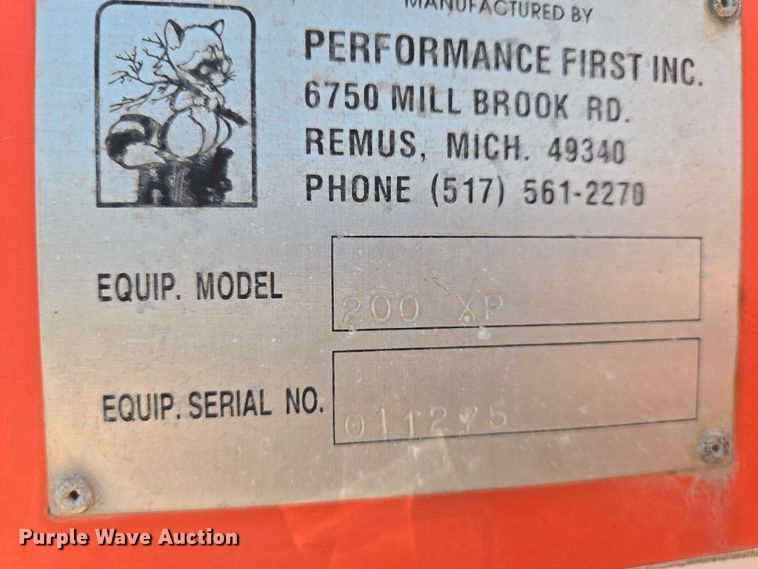 MANUFACTURED BY
PERFORMANCE FIRST INC.
6750 MILL BROOK RD.
REMUS, MICH. 49340
PHONE (517) 561-2270
EQUIP. MODEL
200 XP
EQUIP. SERIAL NO.
011275
Purple Wave Auction